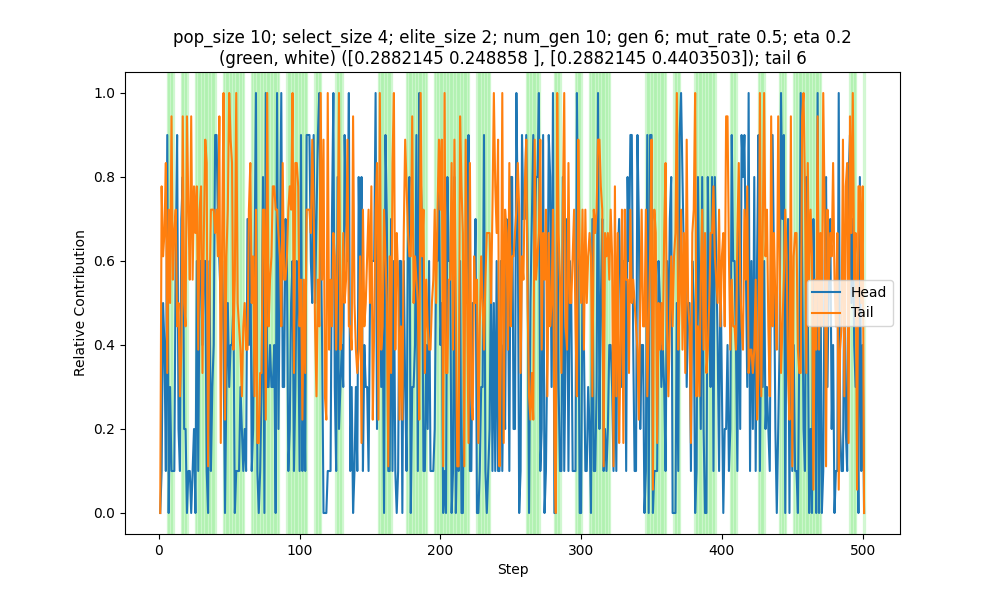 pop_size 10; select_size 4; elite_size 2; num_gen 10; gen 6; mut_rate 0.5; eta 0.2
(green, white) ([0.2882145 0.248858 ], [0.2882145 0.4403503]); tail 6
1.0
0.8
0.6
0.4
0.2
0.0
Relative Contribution
Head
Tail
0
100
200
300
400
500
Step